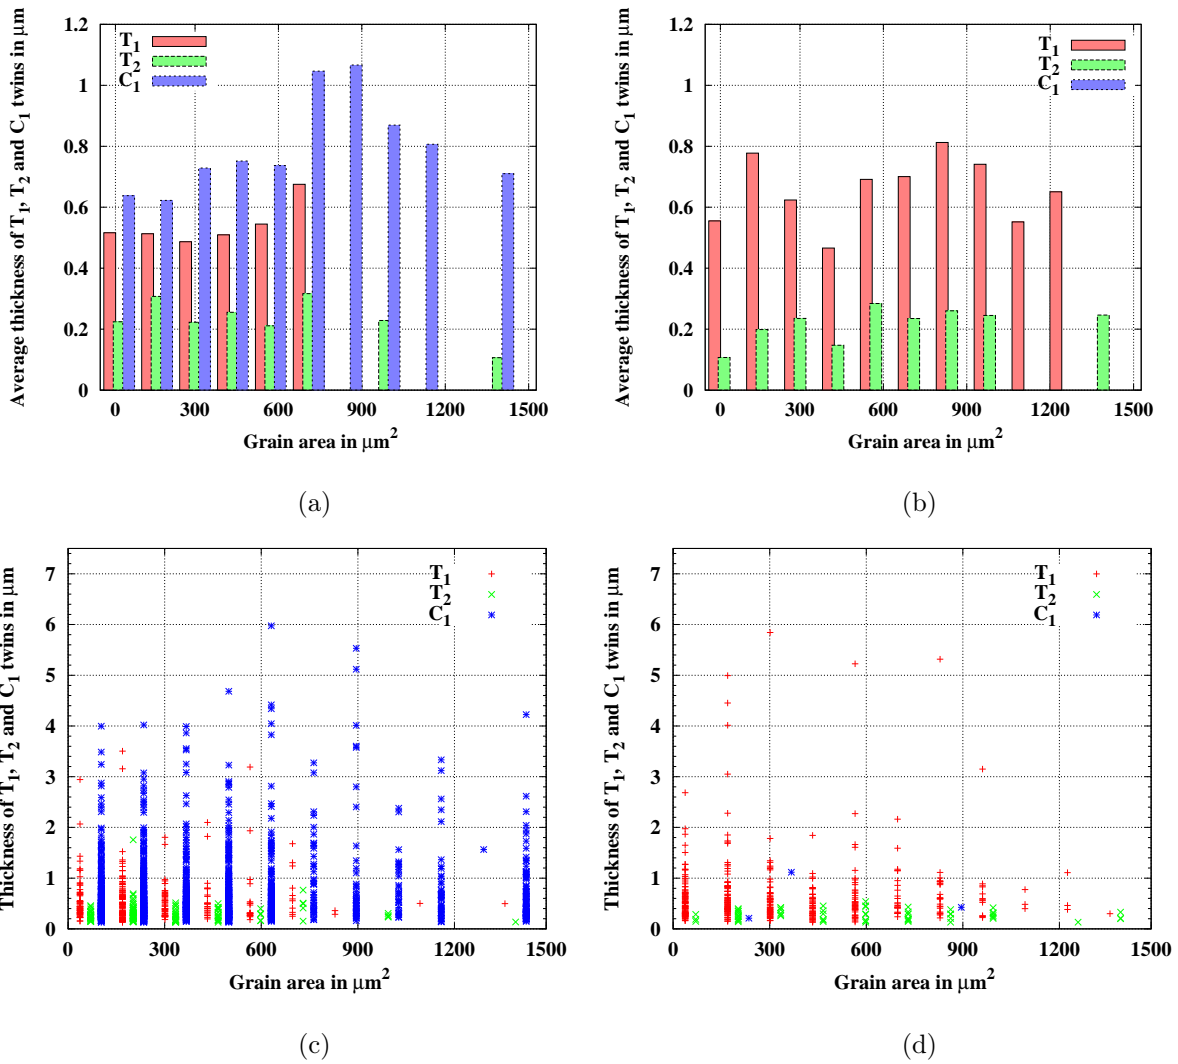 Average thickness of T1, T2 and C1 twins in μm
1.2
1
0.8
0.6
0.4
0.2
0
T1
T2
C1
0 300 600 900 1200 1500
Grain area in μm2
(a)
Average thickness of T1, T2 and C1 twins in μm
1.2
1
0.8
0.6
0.4
0.2
0
T1
T2
C1
0 300 600 900 1200 1500
Grain area in μm2
(b)
Thickness of T1, T2 and C1 twins in μm
7
6
5
4
3
2
1
0
T1
T2
C1
0 300 600 900 1200 1500
Grain area in μm2
(c)
Thickness of T1, T2 and C1 twins in μm
7
6
5
4
3
2
1
0
T1
T2
C1
0 300 600 900 1200 1500
Grain area in μm2
(d)